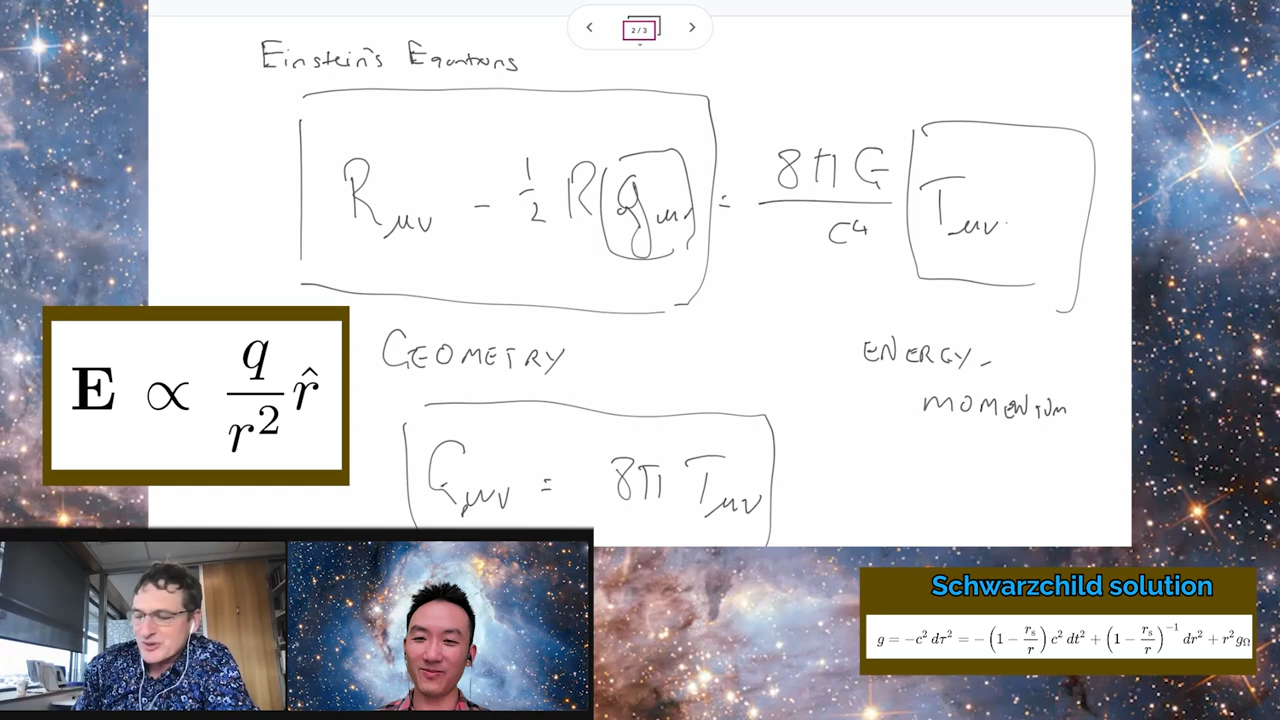 2/3
Einstein's Equations
Rμν - 1/2 R gμν = 8πG/c⁴ Tμν
GEOMETRY
ENERGY-
MOMENTUM
Gμν = 8π Tμν
E ∝ q/r² r̂
Schwarzchild solution
g = −c² dτ² = −(1 − rₛ/r) c² dt² + (1 − rₛ/r)⁻¹ dr² + r² gΩ